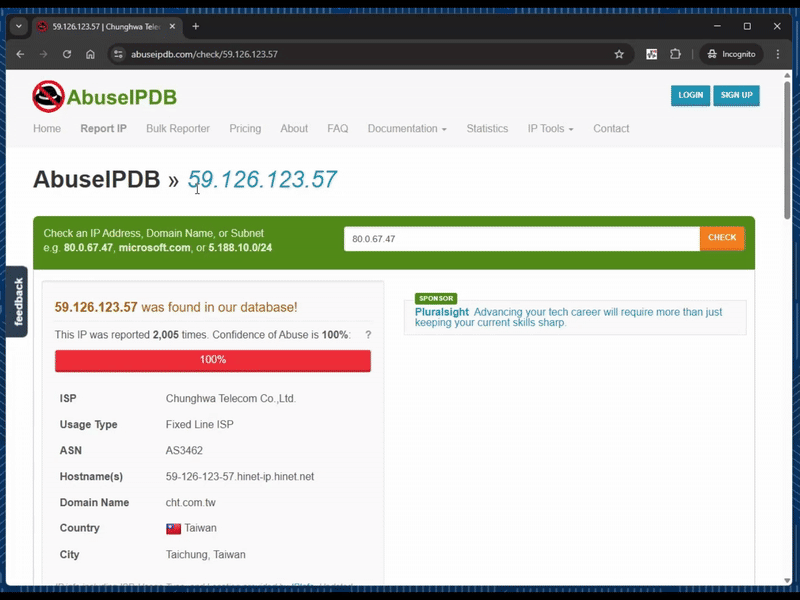 59.126.123.57 | Chunghwa Tele
abuseipdb.com/check/59.126.123.57
Incognito
AbuseIPDB
LOGIN
SIGN UP
Home
Report IP
Bulk Reporter
Pricing
About
FAQ
Documentation
Statistics
IP Tools
Contact
AbuseIPDB » 59.126.123.57
Check an IP Address, Domain Name, or Subnet
e.g. 80.0.67.47, microsoft.com, or 5.188.10.0/24
80.0.67.47
CHECK
feedback
59.126.123.57 was found in our database!
This IP was reported 2,005 times. Confidence of Abuse is 100%: ?
100%
ISP Chunghwa Telecom Co.,Ltd.
Usage Type Fixed Line ISP
ASN AS3462
Hostname(s) 59-126-123-57.hinet-ip.hinet.net
Domain Name cht.com.tw
Country Taiwan
City Taichung, Taiwan
SPONSOR
Pluralsight Advancing your tech career will require more than just
keeping your current skills sharp.